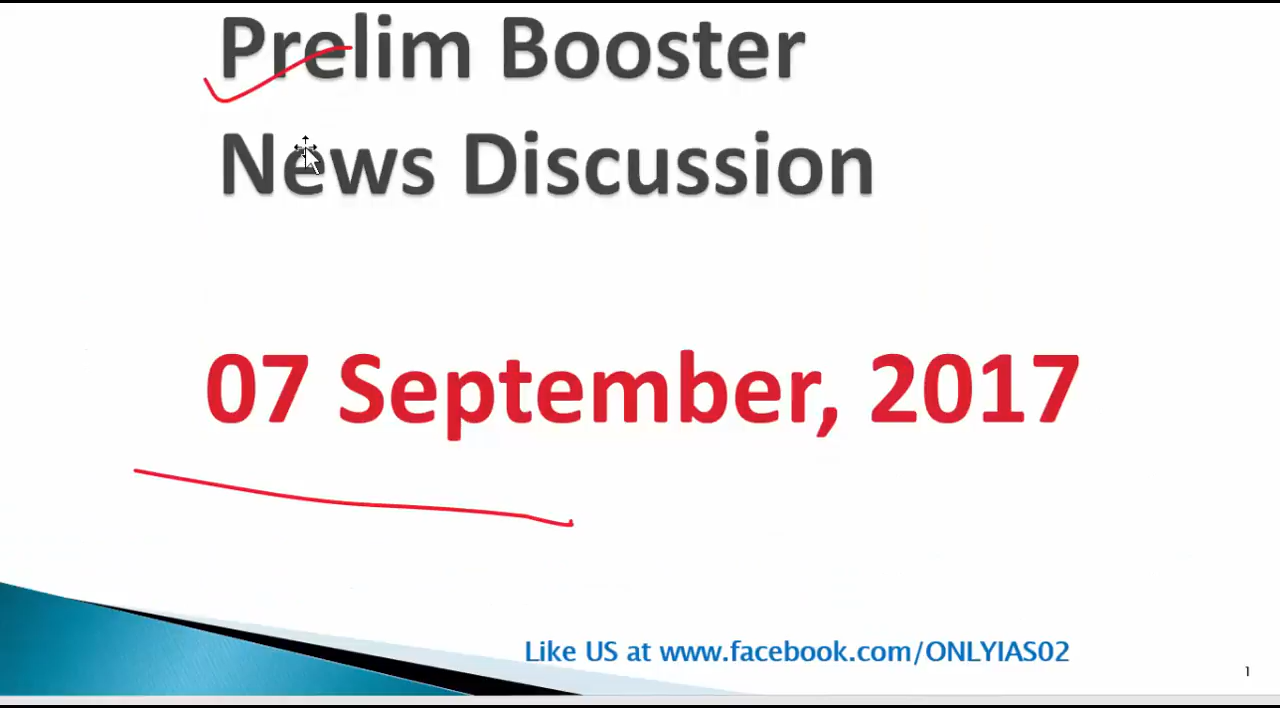 Prelim Booster
News Discussion
07 September, 2017
Like US at www.facebook.com/ONLYIAS02
1